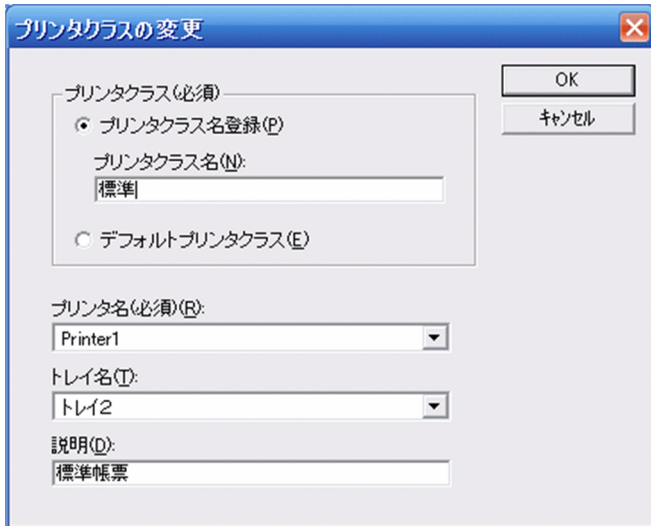 プリンタクラスの変更
プリンタクラス(必須)
プリンタクラス名登録(P)
プリンタクラス名(N):
標準
デフォルトプリンタクラス(E)
OK
キャンセル
プリンタ名(必須)(R):
Printer1
トレイ名(T):
トレイ2
説明(D):
標準帳票